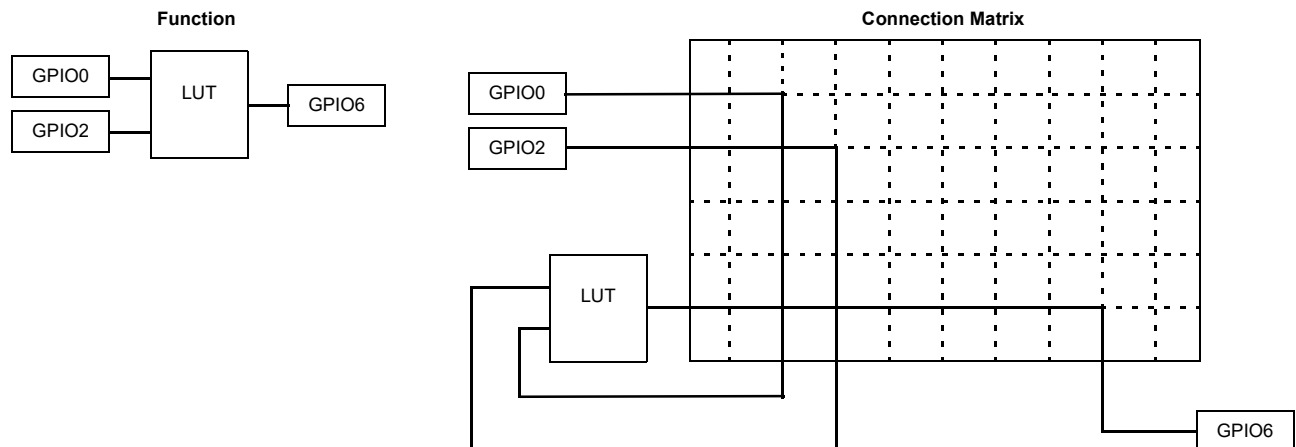 Function
GPIO0
GPIO2
LUT
GPIO6
Connection Matrix
GPIO0
GPIO2
LUT
GPIO6